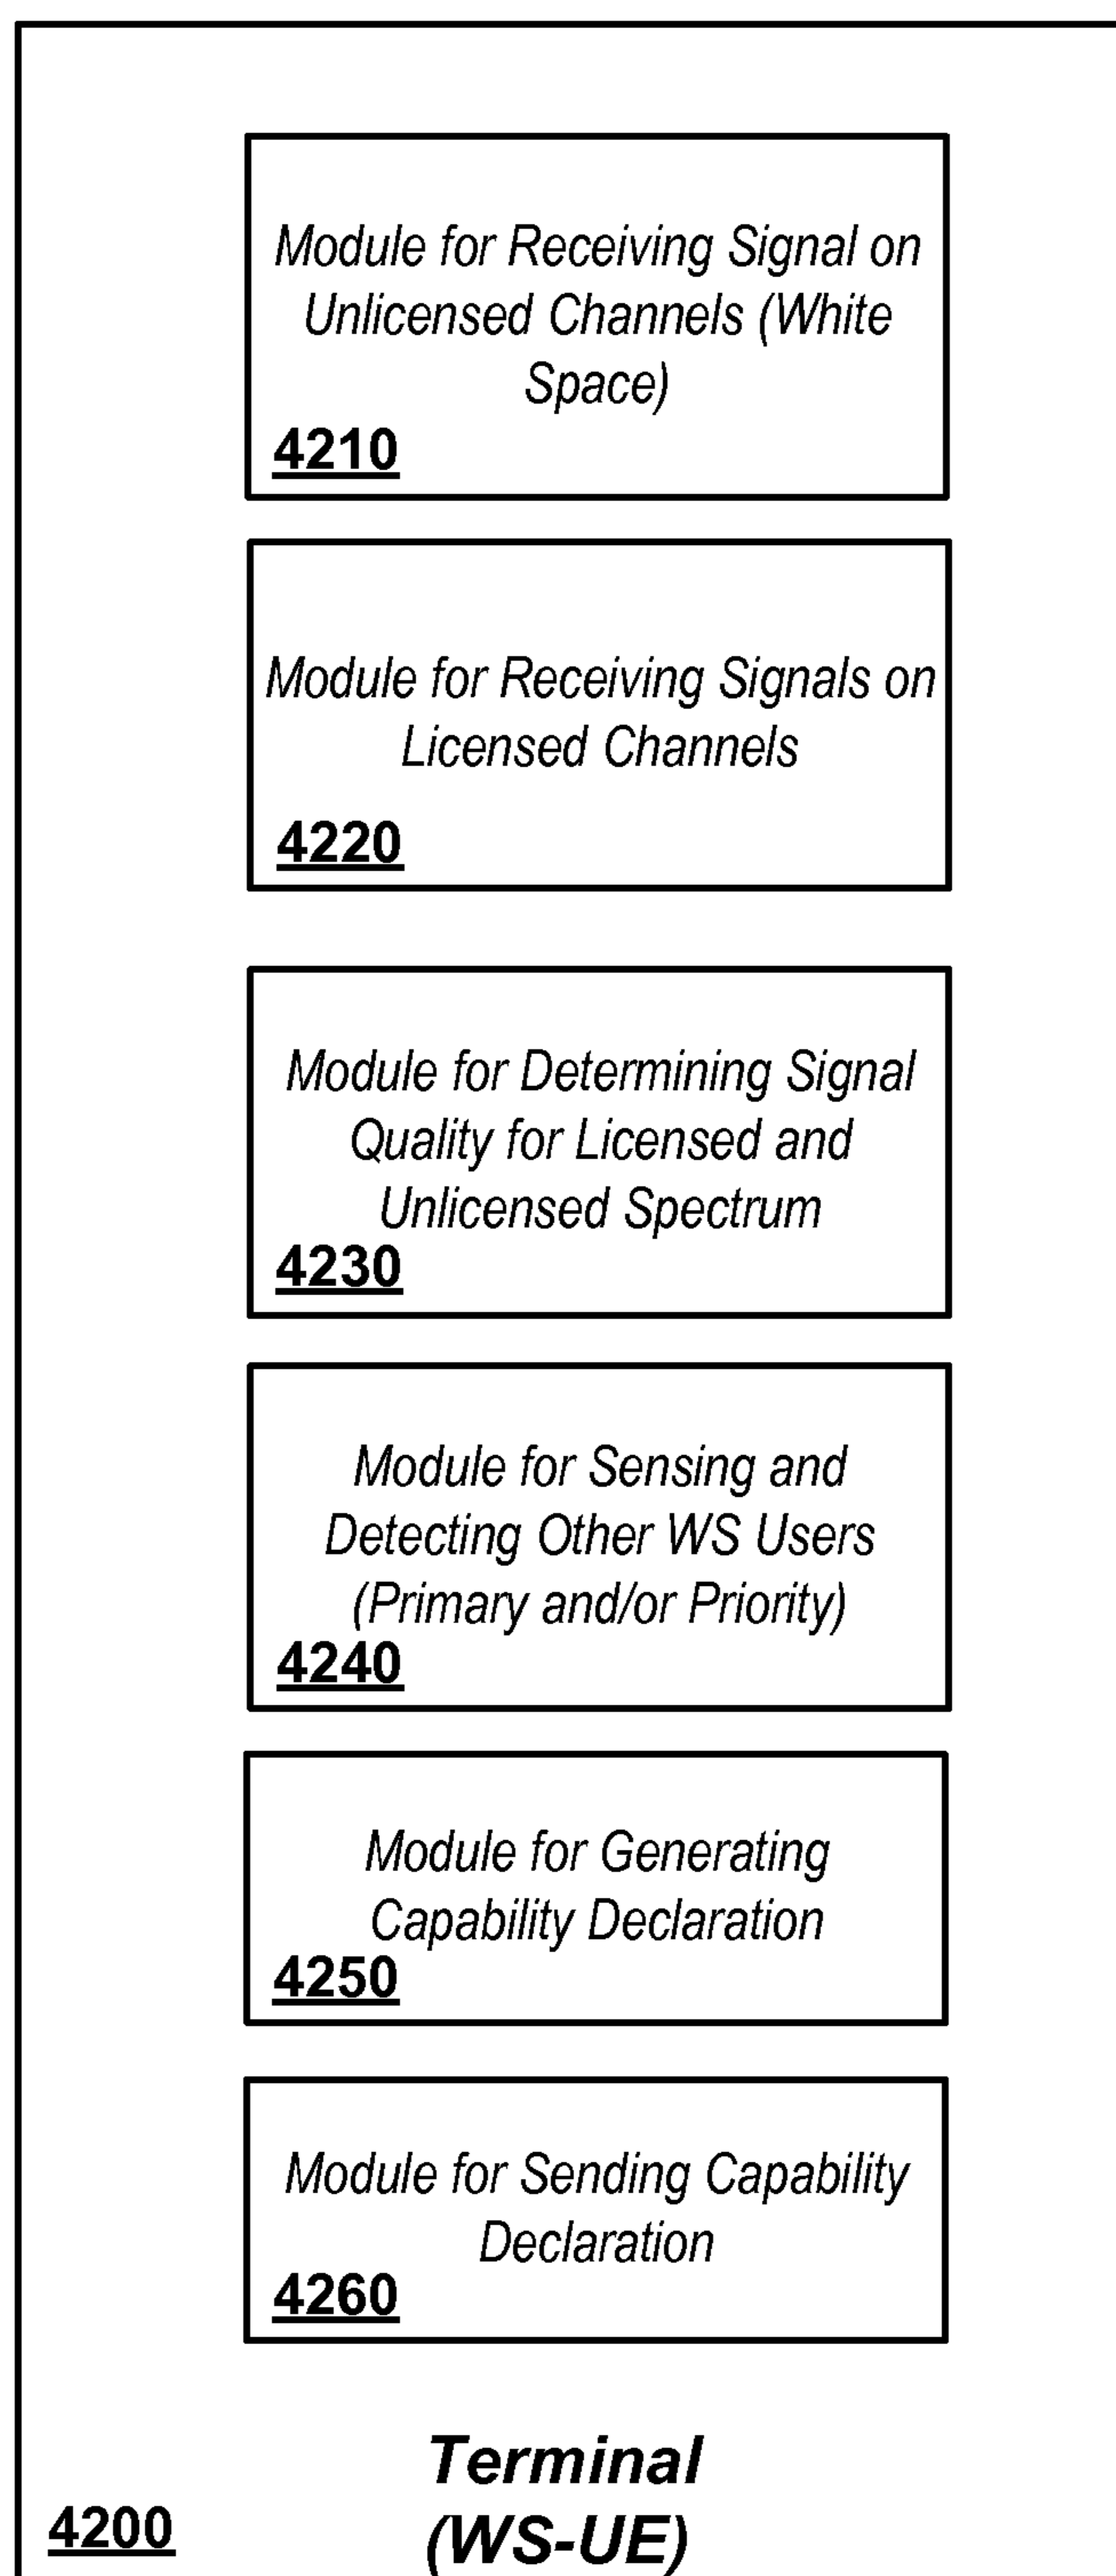 Module for Receiving Signal on
Unlicensed Channels (White
Space)
4210
Module for Receiving Signals on
Licensed Channels
4220
Module for Determining Signal
Quality for Licensed and
Unlicensed Spectrum
4230
Module for Sensing and
Detecting Other WS Users
(Primary and/or Priority)
4240
Module for Generating
Capability Declaration
4250
Module for Sending Capability
Declaration
4260
Terminal
4200
(WS-UE)